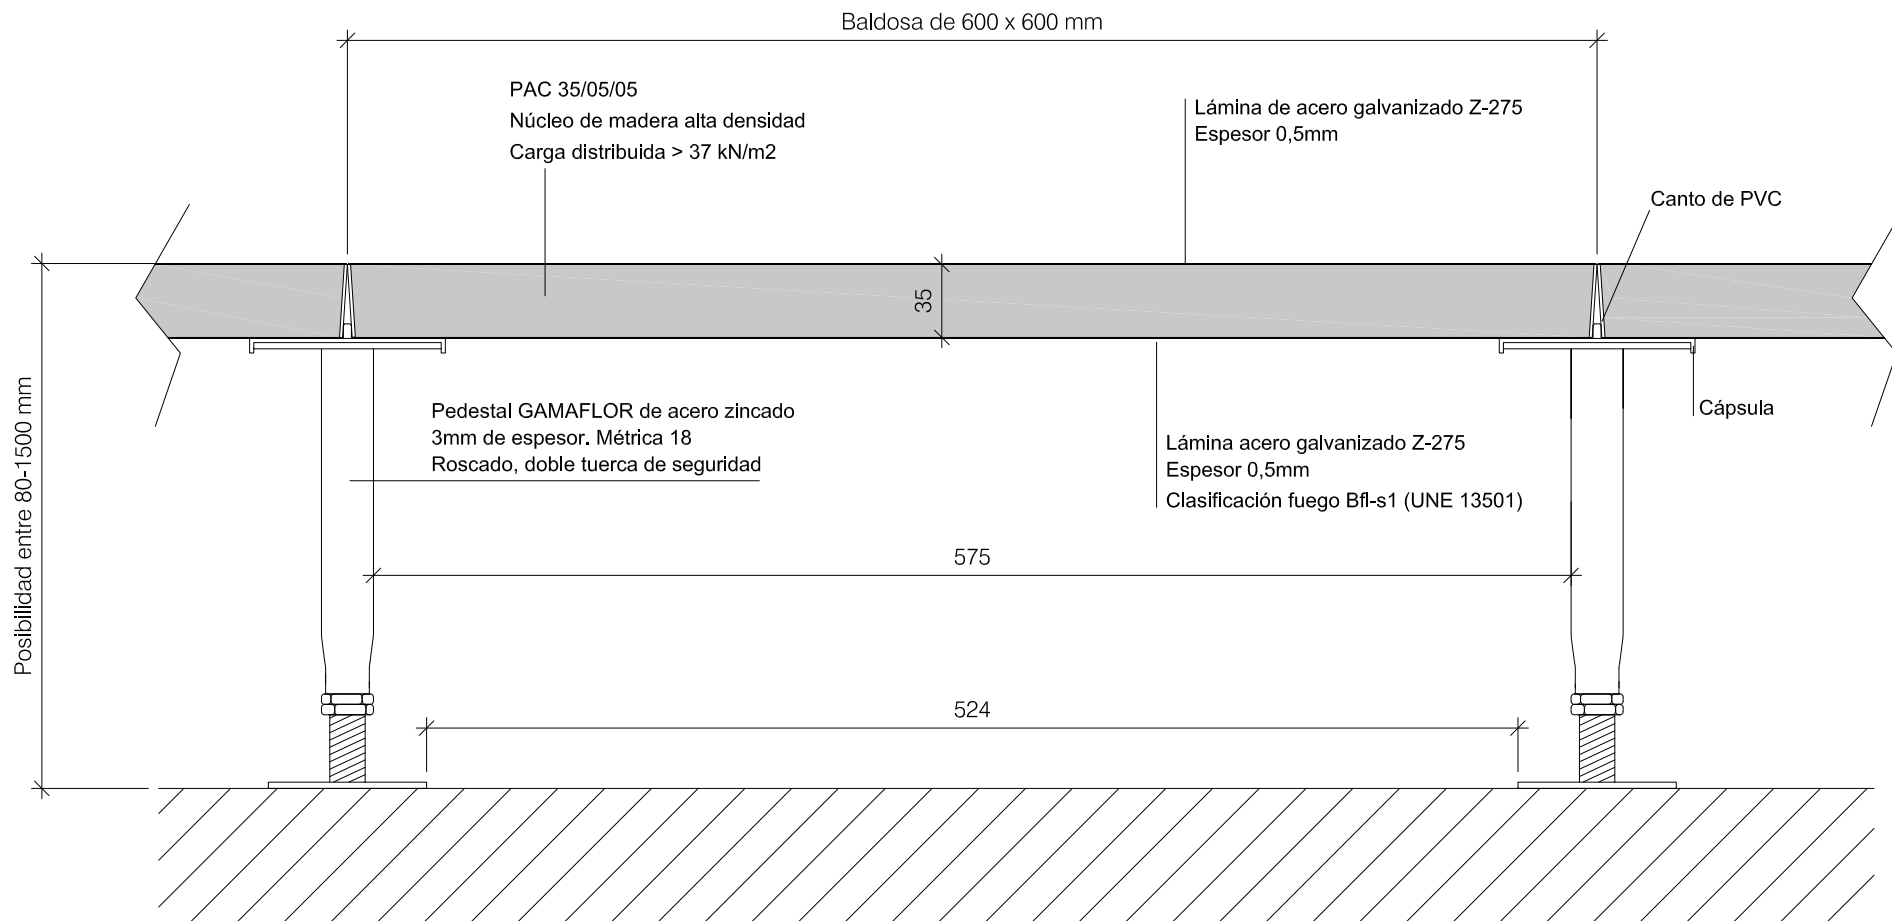 Baldosa de 600 x 600 mm
PAC 35/05/05
Núcleo de madera alta densidad
Carga distribuida > 37 kN/m2
Lámina de acero galvanizado Z-275
Espesor 0,5mm
Canto de PVC
35
Posibilidad entre 80-1500 mm
Pedestal GAMAFLOR de acero zincado
3mm de espesor. Métrica 18
Roscado, doble tuerca de seguridad
Cápsula
Lámina acero galvanizado Z-275
Espesor 0,5mm
Clasificación fuego Bfl-s1 (UNE 13501)
575
524